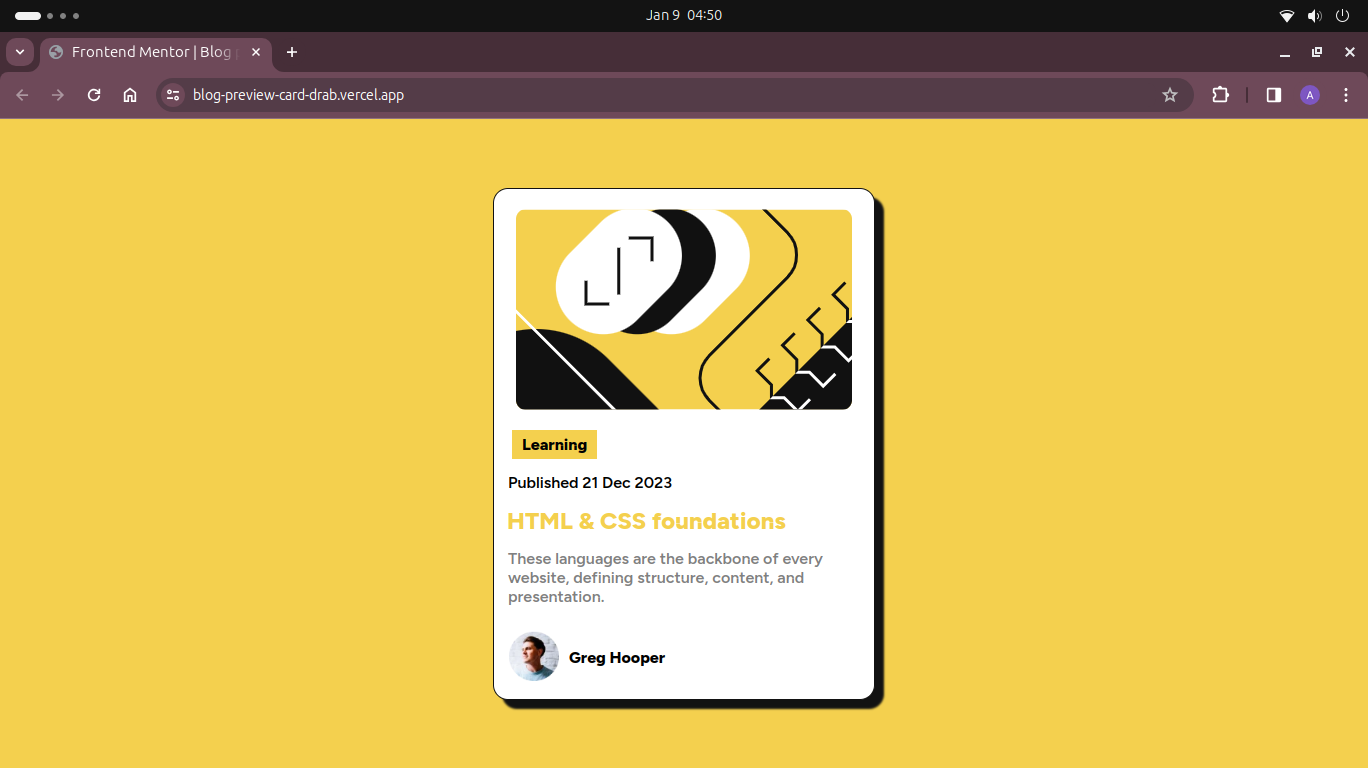 Jan 9 04:50
Frontend Mentor | Blog
blog-preview-card-drab.vercel.app
A
Learning
Published 21 Dec 2023
HTML & CSS foundations
These languages are the backbone of every
website, defining structure, content, and
presentation.
Greg Hooper